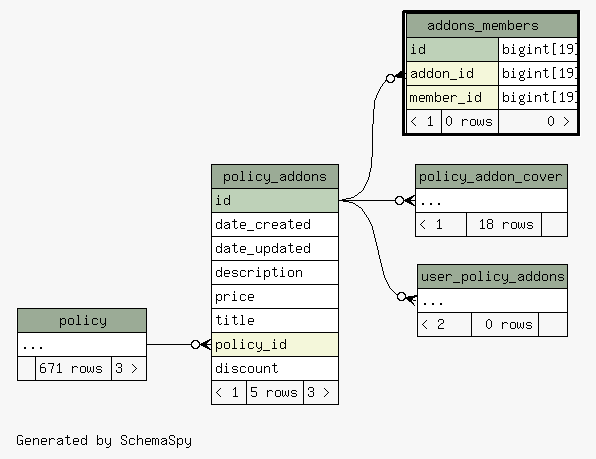 addons_members
id bigint[19]
addon_id bigint[19]
member_id bigint[19]
< 1 0 rows 0 >
policy_addons
id
date_created
date_updated
description
price
title
policy_id
discount
< 1 5 rows 3 >
policy_addon_cover
...
< 1 18 rows
user_policy_addons
...
< 2 0 rows
policy
...
671 rows 3 >
Generated by SchemaSpy